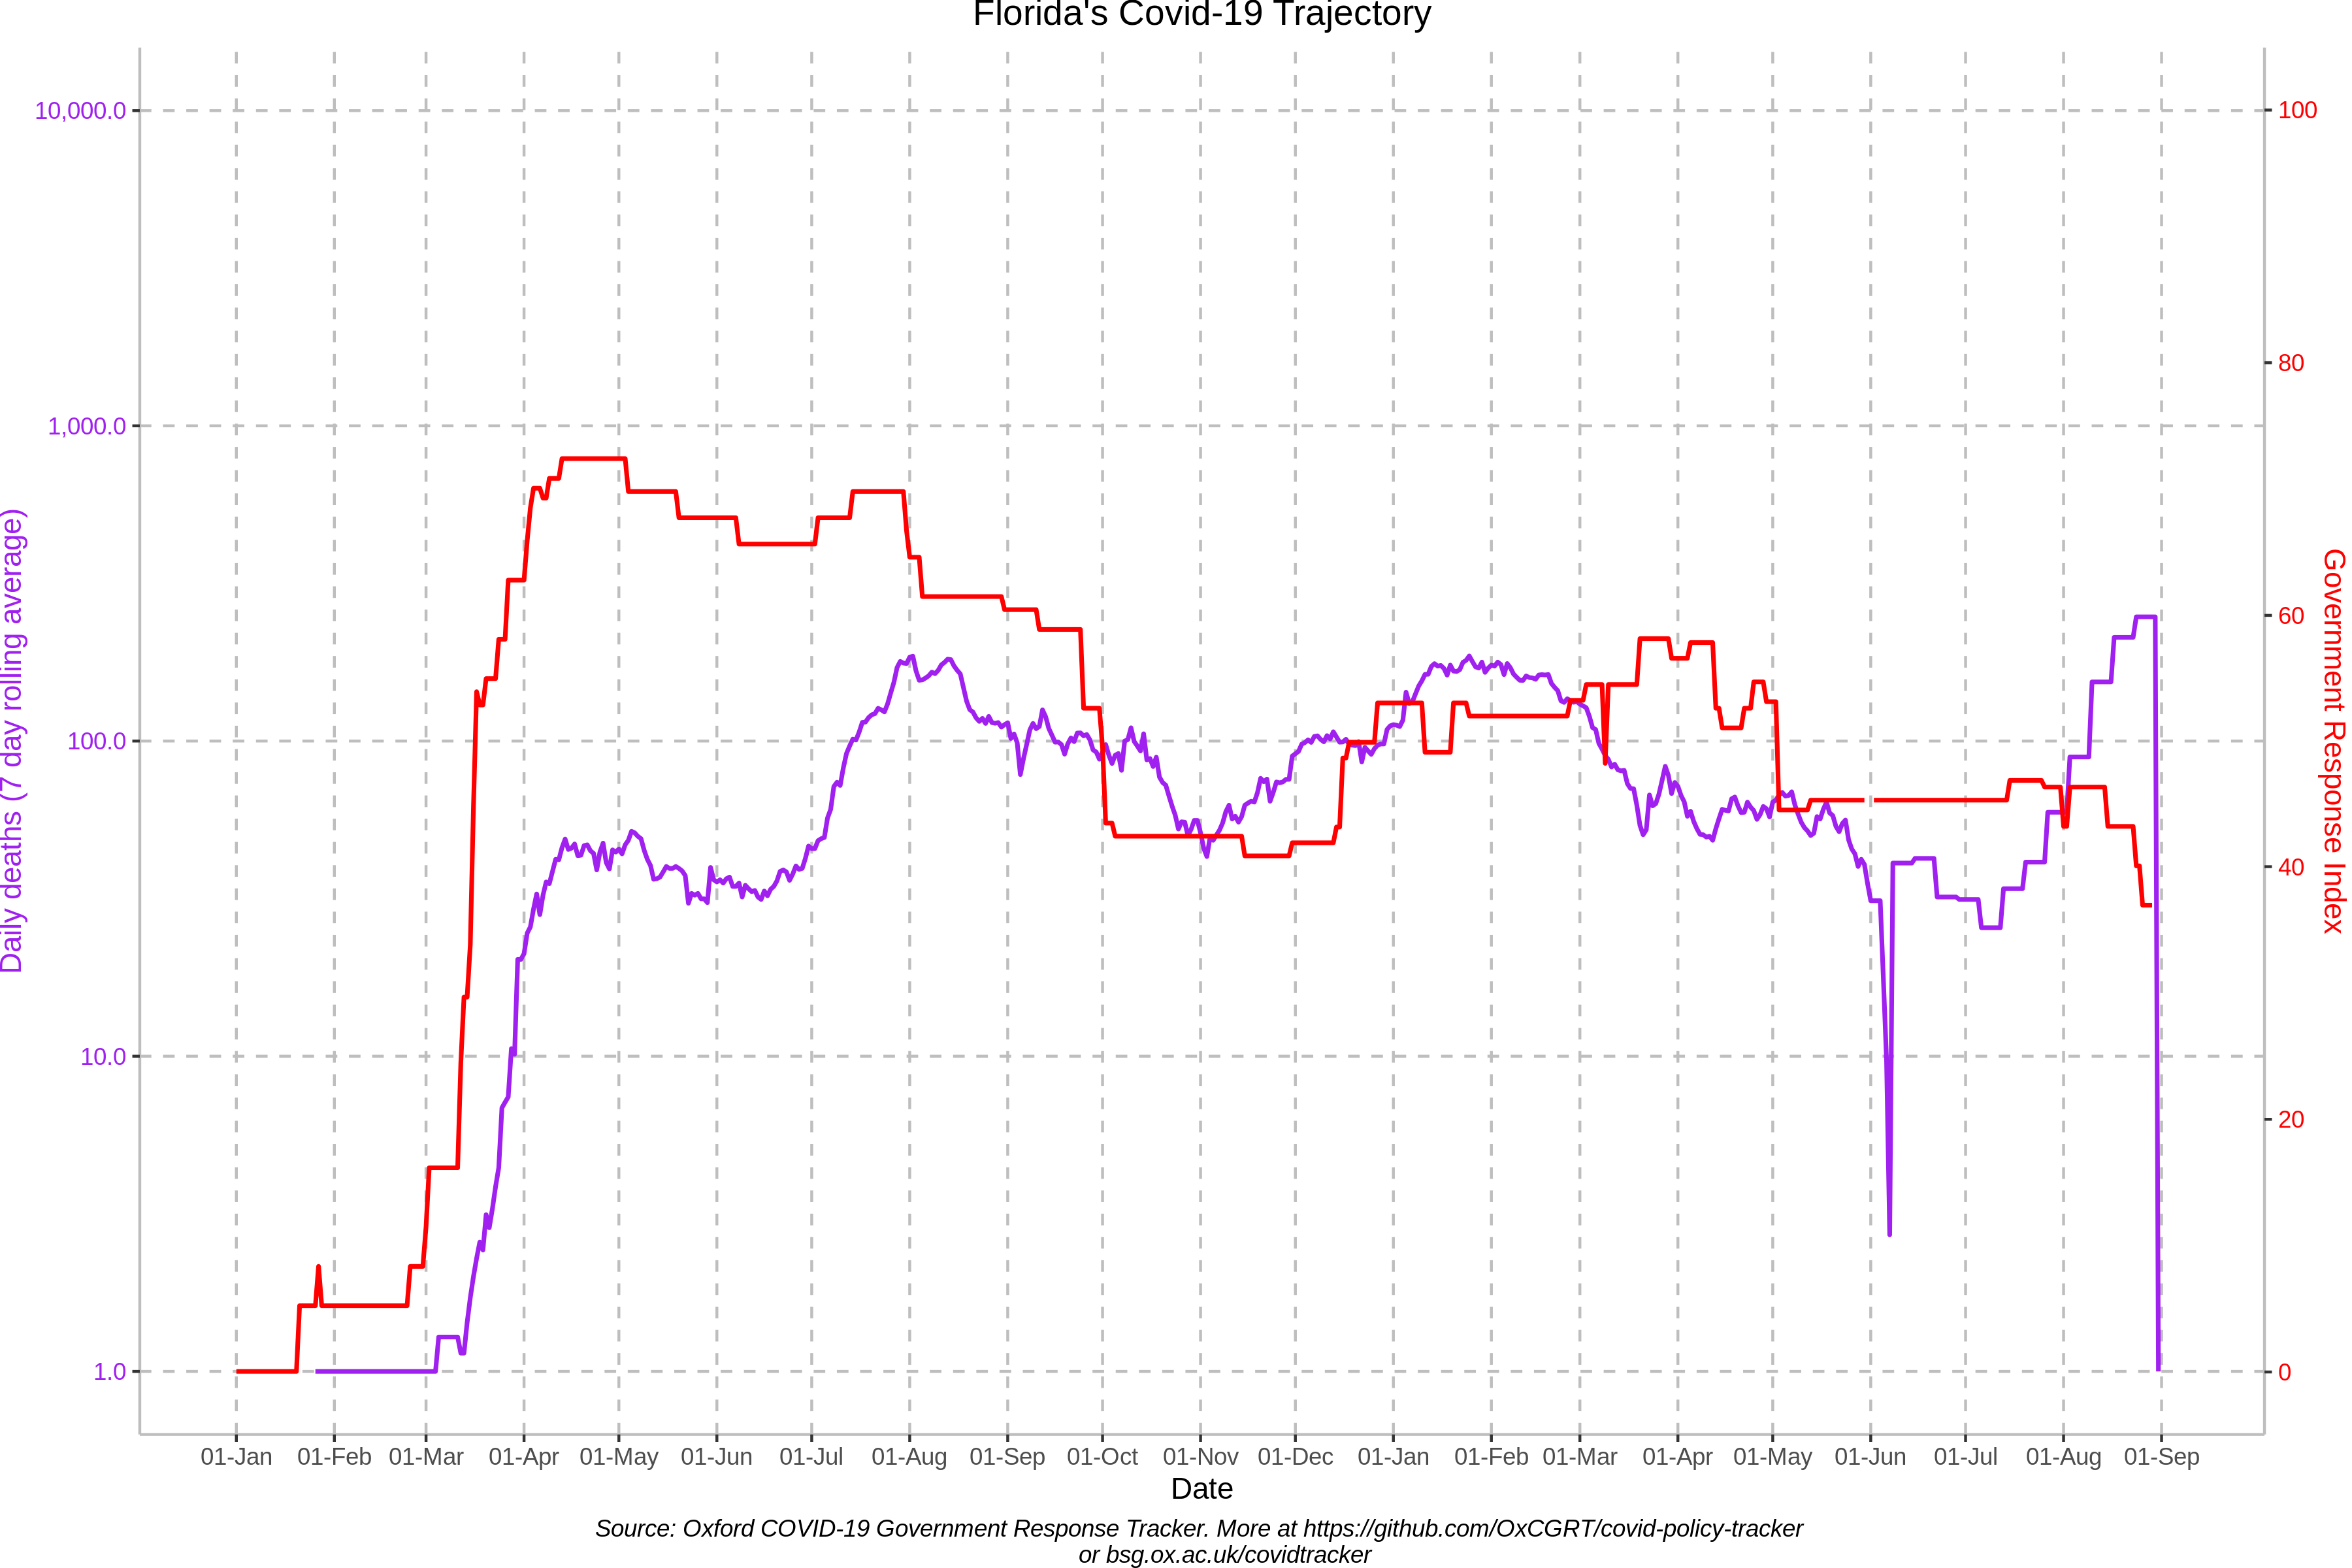 Florida's Covid-19 Trajectory
10,000.0
1,000.0
100.0
10.0
1.0
Daily deaths (7 day rolling average)
100
80
60
40
20
0
Government Response Index
01-Jan 01-Feb 01-Mar 01-Apr 01-May 01-Jun 01-Jul 01-Aug 01-Sep 01-Oct 01-Nov 01-Dec 01-Jan 01-Feb 01-Mar 01-Apr 01-May 01-Jun 01-Jul 01-Aug 01-Sep
Date
Source: Oxford COVID-19 Government Response Tracker. More at https://github.com/OxCGRT/covid-policy-tracker
or bsg.ox.ac.uk/covidtracker